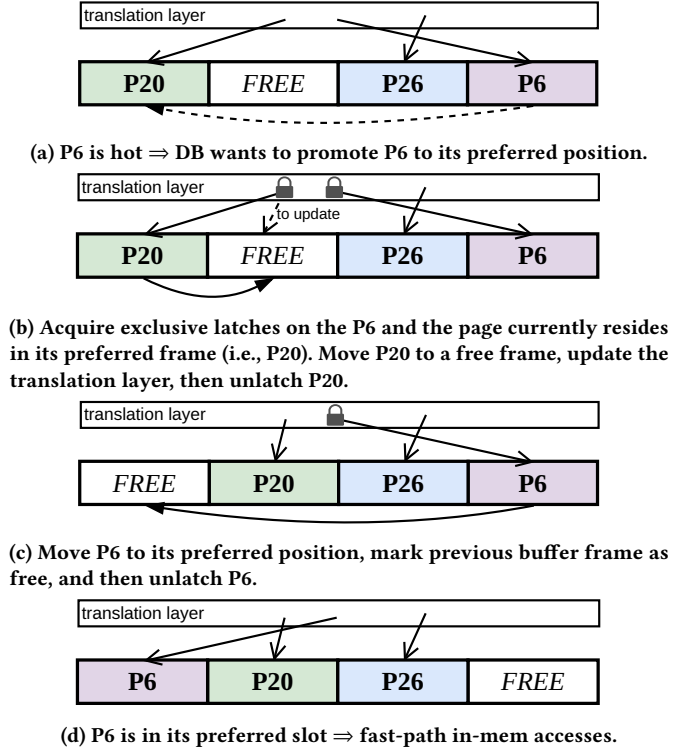 translation layer
P20 FREE P26 P6
(a) P6 is hot ⇒ DB wants to promote P6 to its preferred position.
translation layer
to update
P20 FREE P26 P6
(b) Acquire exclusive latches on the P6 and the page currently resides
in its preferred frame (i.e., P20). Move P20 to a free frame, update the
translation layer, then unlatch P20.
translation layer
FREE P20 P26 P6
(c) Move P6 to its preferred position, mark previous buffer frame as
free, and then unlatch P6.
translation layer
P6 P20 P26 FREE
(d) P6 is in its preferred slot ⇒ fast-path in-mem accesses.